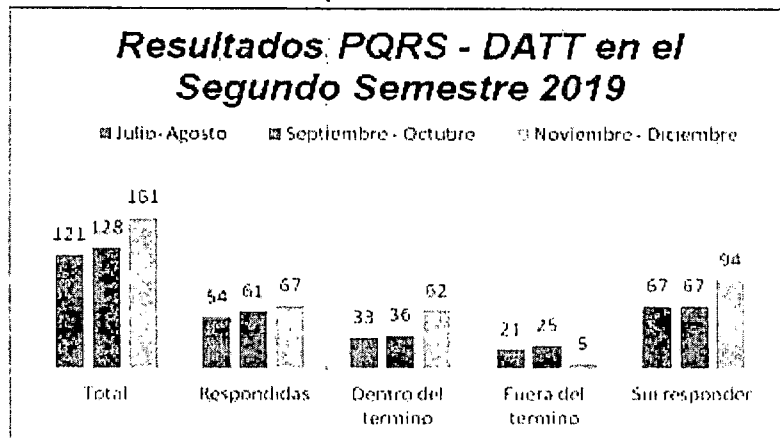 Resultados PQRS - DATT en el
Segundo Semestre 2019
Julio-Agosto Septiembre - Octubre Noviembre - Diciembre
121 128 161
54 61 67
33 36 62
21 25 5
67 67 94
Total Respondidas Dentro del termino Fuera del termino Sin responder